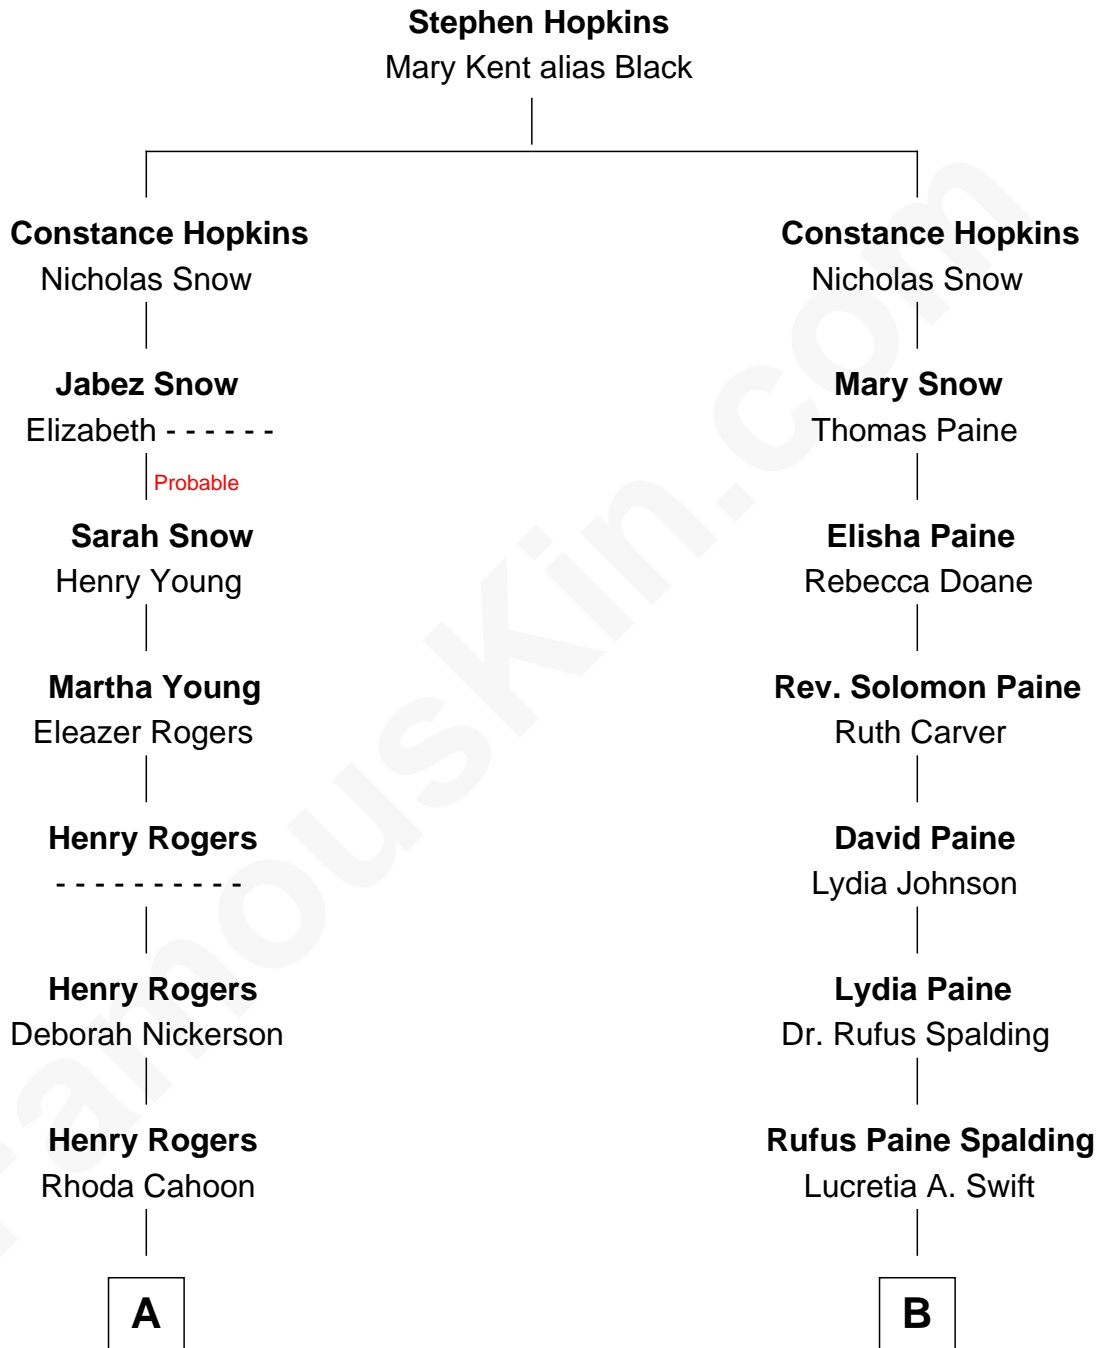 Stephen Hopkins
Mary Kent alias Black
Constance Hopkins
Nicholas Snow
Constance Hopkins
Nicholas Snow
Jabez Snow
Elizabeth - - - - - -
Mary Snow
Thomas Paine
Probable
Sarah Snow
Henry Young
Elisha Paine
Rebecca Doane
Martha Young
Eleazer Rogers
Rev. Solomon Paine
Ruth Carver
Henry Rogers
- - - - - - - - - -
David Paine
Lydia Johnson
Henry Rogers
Deborah Nickerson
Lydia Paine
Dr. Rufus Spalding
Henry Rogers
Rhoda Cahoon
Rufus Paine Spalding
Lucretia A. Swift
A
B
FamousKin.com